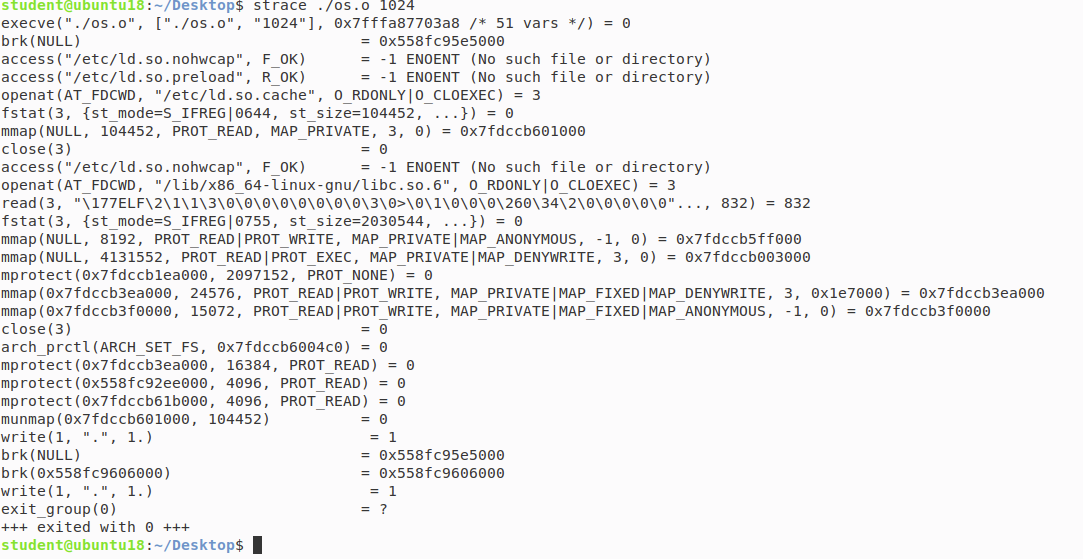 student@ubuntu18:~/Desktop$ strace ./os.o 1024
execve("./os.o", ["./os.o", "1024"], 0x7fffa87703a8 /* 51 vars */) = 0
brk(NULL)                               = 0x558fc95e5000
access("/etc/ld.so.nohwcap", F_OK)      = -1 ENOENT (No such file or directory)
access("/etc/ld.so.preload", R_OK)      = -1 ENOENT (No such file or directory)
openat(AT_FDCWD, "/etc/ld.so.cache", O_RDONLY|O_CLOEXEC) = 3
fstat(3, {st_mode=S_IFREG|0644, st_size=104452, ...}) = 0
mmap(NULL, 104452, PROT_READ, MAP_PRIVATE, 3, 0) = 0x7fdccb601000
close(3)                                = 0
access("/etc/ld.so.nohwcap", F_OK)      = -1 ENOENT (No such file or directory)
openat(AT_FDCWD, "/lib/x86_64-linux-gnu/libc.so.6", O_RDONLY|O_CLOEXEC) = 3
read(3, "\177ELF\2\1\1\3\0\0\0\0\0\0\0\0\3\0>\0\1\0\0\0\260\34\2\0\0\0\0\0"..., 832) = 832
fstat(3, {st_mode=S_IFREG|0755, st_size=2030544, ...}) = 0
mmap(NULL, 8192, PROT_READ|PROT_WRITE, MAP_PRIVATE|MAP_ANONYMOUS, -1, 0) = 0x7fdccb5ff000
mmap(NULL, 4131552, PROT_READ|PROT_EXEC, MAP_PRIVATE|MAP_DENYWRITE, 3, 0) = 0x7fdccb003000
mprotect(0x7fdccb1ea000, 2097152, PROT_NONE) = 0
mmap(0x7fdccb3ea000, 24576, PROT_READ|PROT_WRITE, MAP_PRIVATE|MAP_FIXED|MAP_DENYWRITE, 3, 0x1e7000) = 0x7fdccb3ea000
mmap(0x7fdccb3f0000, 15072, PROT_READ|PROT_WRITE, MAP_PRIVATE|MAP_FIXED|MAP_ANONYMOUS, -1, 0) = 0x7fdccb3f0000
close(3)                                = 0
arch_prctl(ARCH_SET_FS, 0x7fdccb6004c0) = 0
mprotect(0x7fdccb3ea000, 16384, PROT_READ) = 0
mprotect(0x558fc92ee000, 4096, PROT_READ) = 0
mprotect(0x7fdccb61b000, 4096, PROT_READ) = 0
munmap(0x7fdccb601000, 104452)          = 0
write(1, ".", 1.)                        = 1
brk(NULL)                               = 0x558fc95e5000
brk(0x558fc9606000)                     = 0x558fc9606000
write(1, ".", 1.)                        = 1
exit_group(0)                           = ?
+++ exited with 0 +++
student@ubuntu18:~/Desktop$